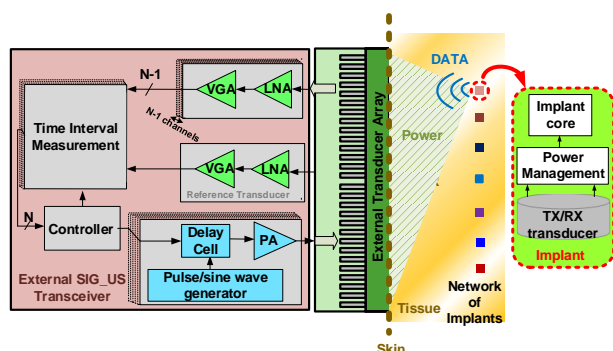 N-1
VGA
LNA
N-1
channels
Time Interval
Measurement
VGA
LNA
Reference Transducer
N
Controller
Delay
Cell
PA
Pulse/sine wave
generator
External SIG_US
Transceiver
External Transducer Array
DATA
Power
Tissue
Skin
Network
of
Implants
Implant
core
Power
Management
TX/RX
transducer
Implant